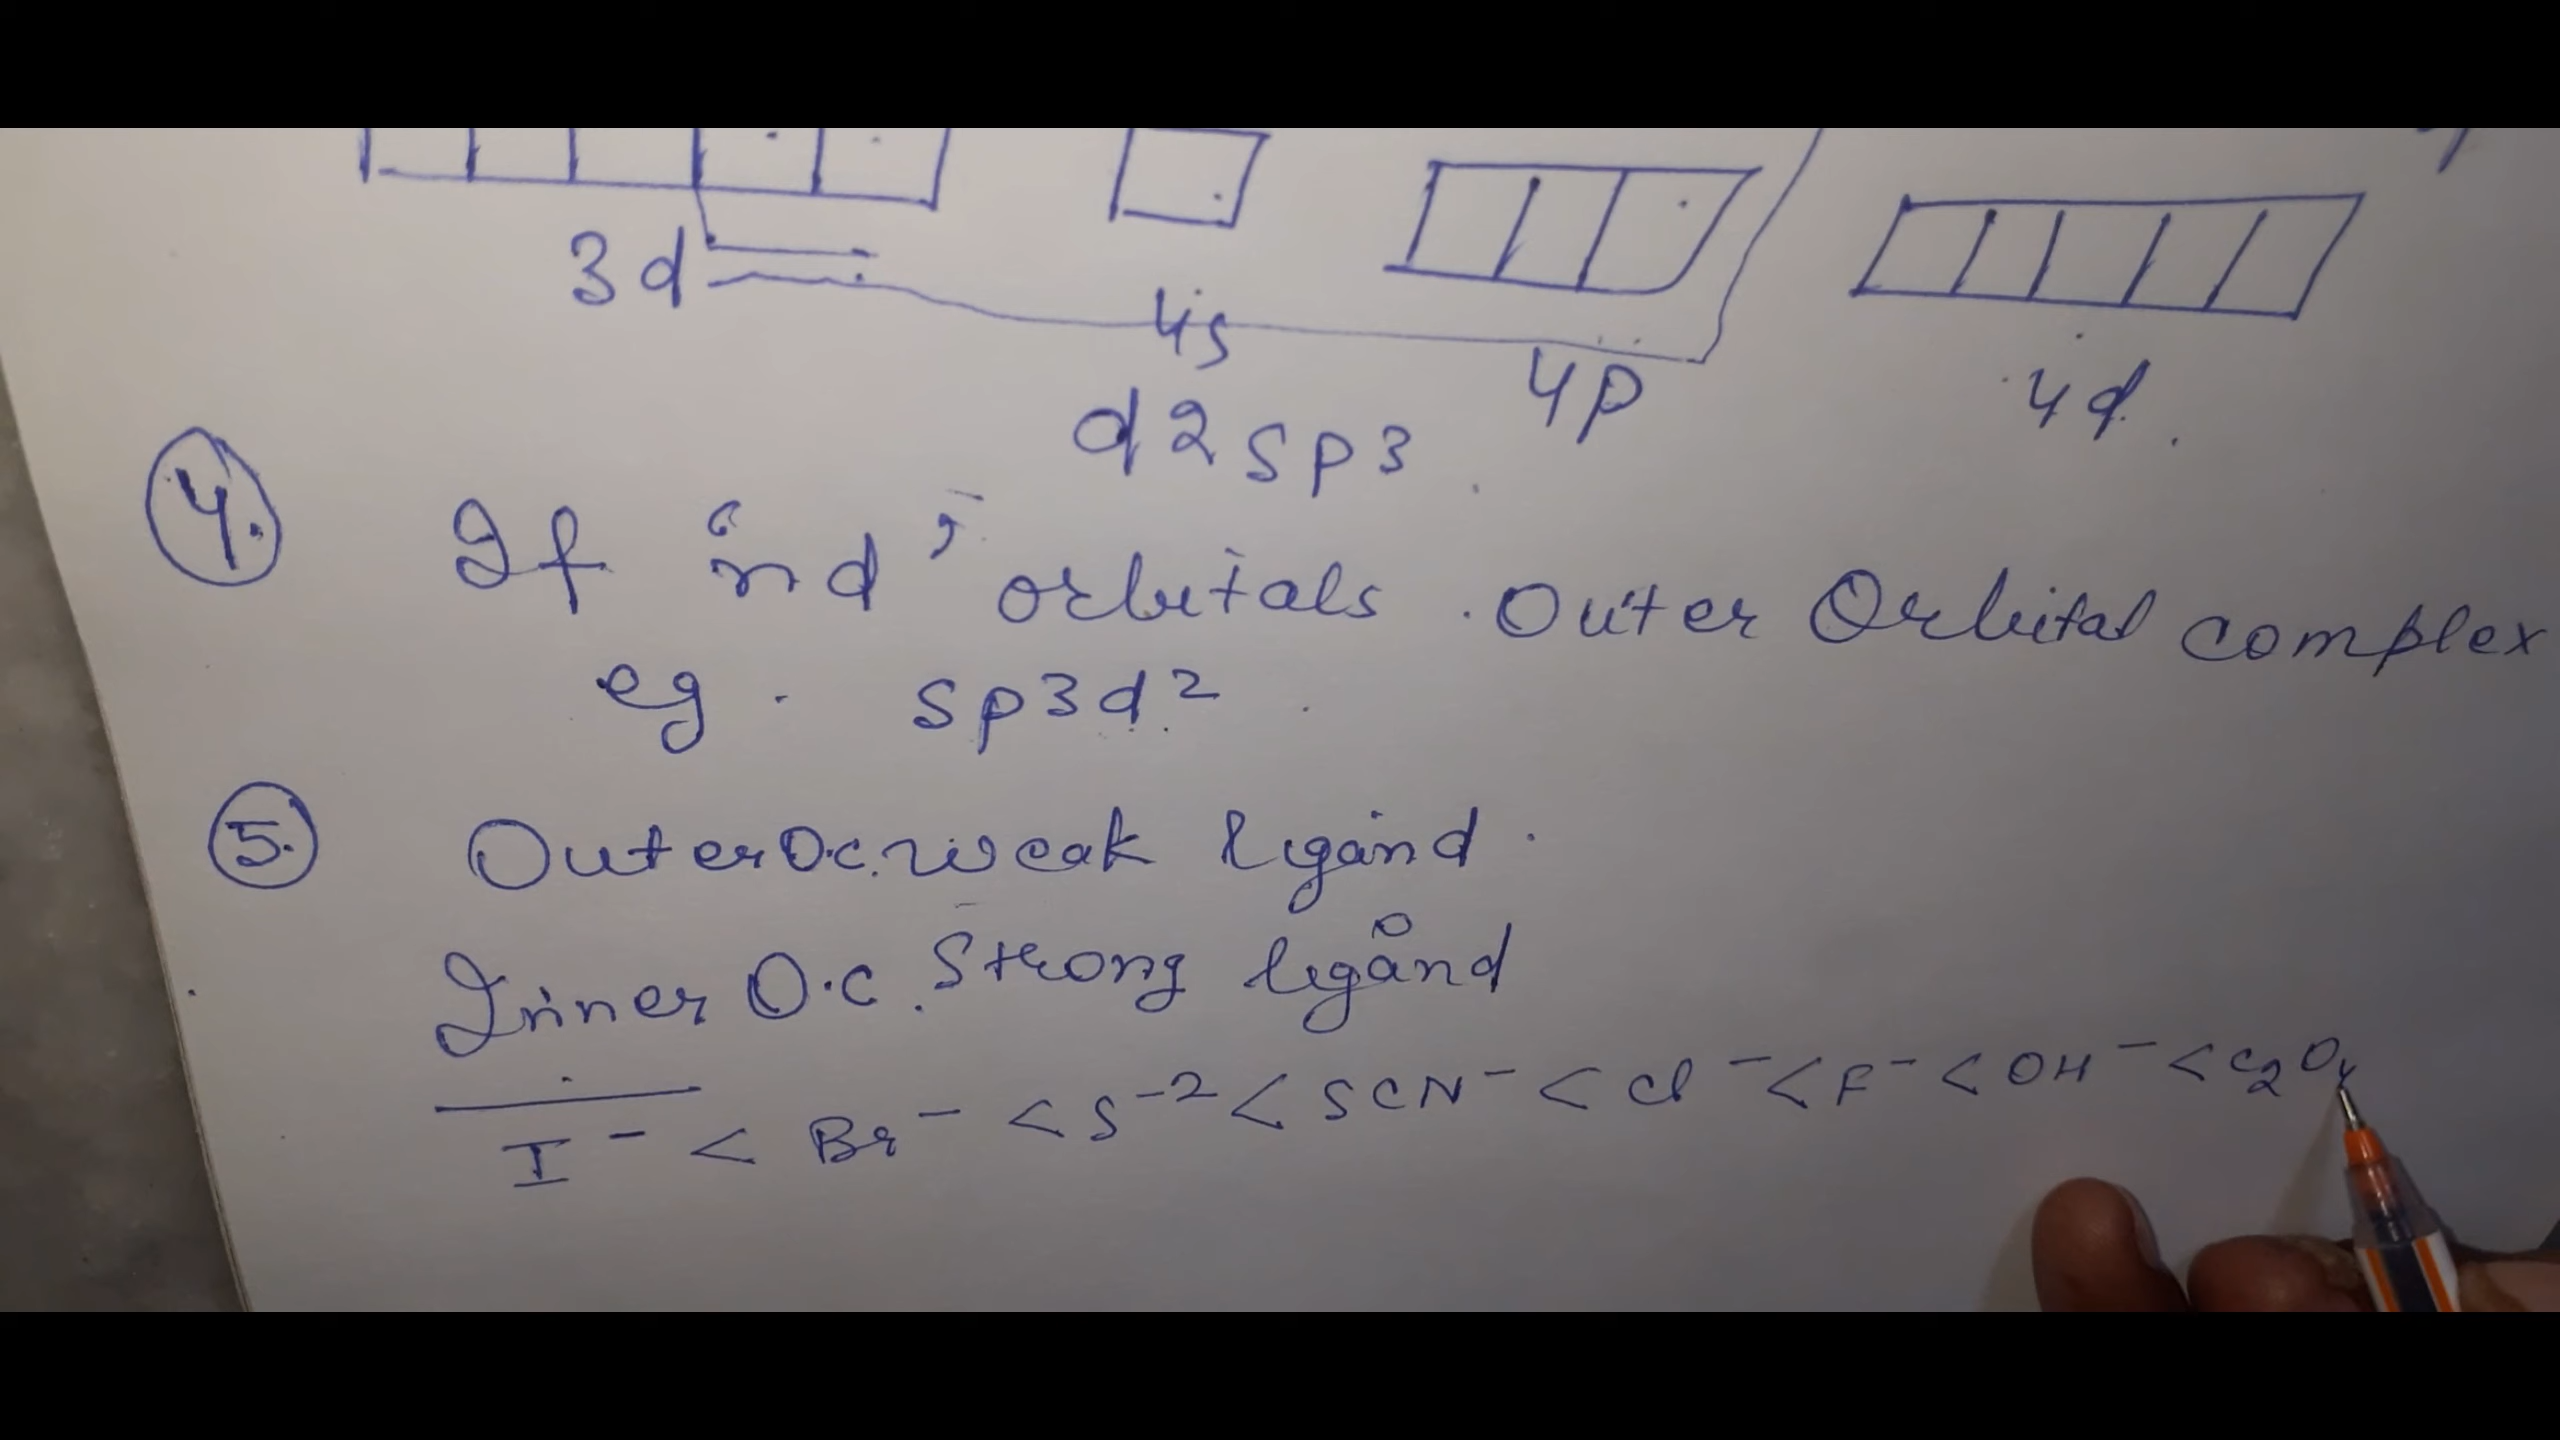 3d
4s
4p
4d.
d2sp3
4.
If ‘nd’ orbitals. Outer Orbital complex
eg. sp3d2
5.
Outer O.c. weak ligand.
Inner O.c. Strong ligand
I⁻ < Br⁻ < S⁻² < SCN⁻ < Cl⁻ < F⁻ < OH⁻ < C₂O₄